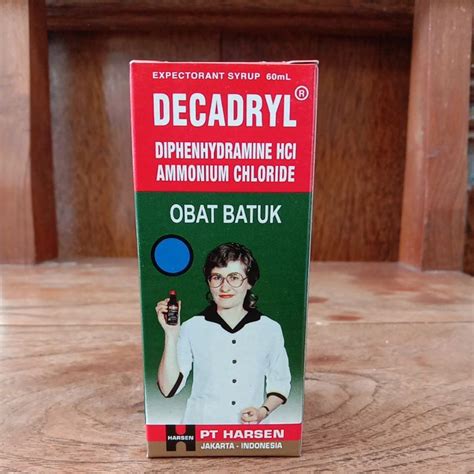 EXPECTORANT SYRUP 60mL
DECADRYL®
DIPHENHYDRAMINE HCl
AMMONIUM CHLORIDE
OBAT BATUK
H
HARSEN
PT HARSEN
JAKARTA - INDONESIA